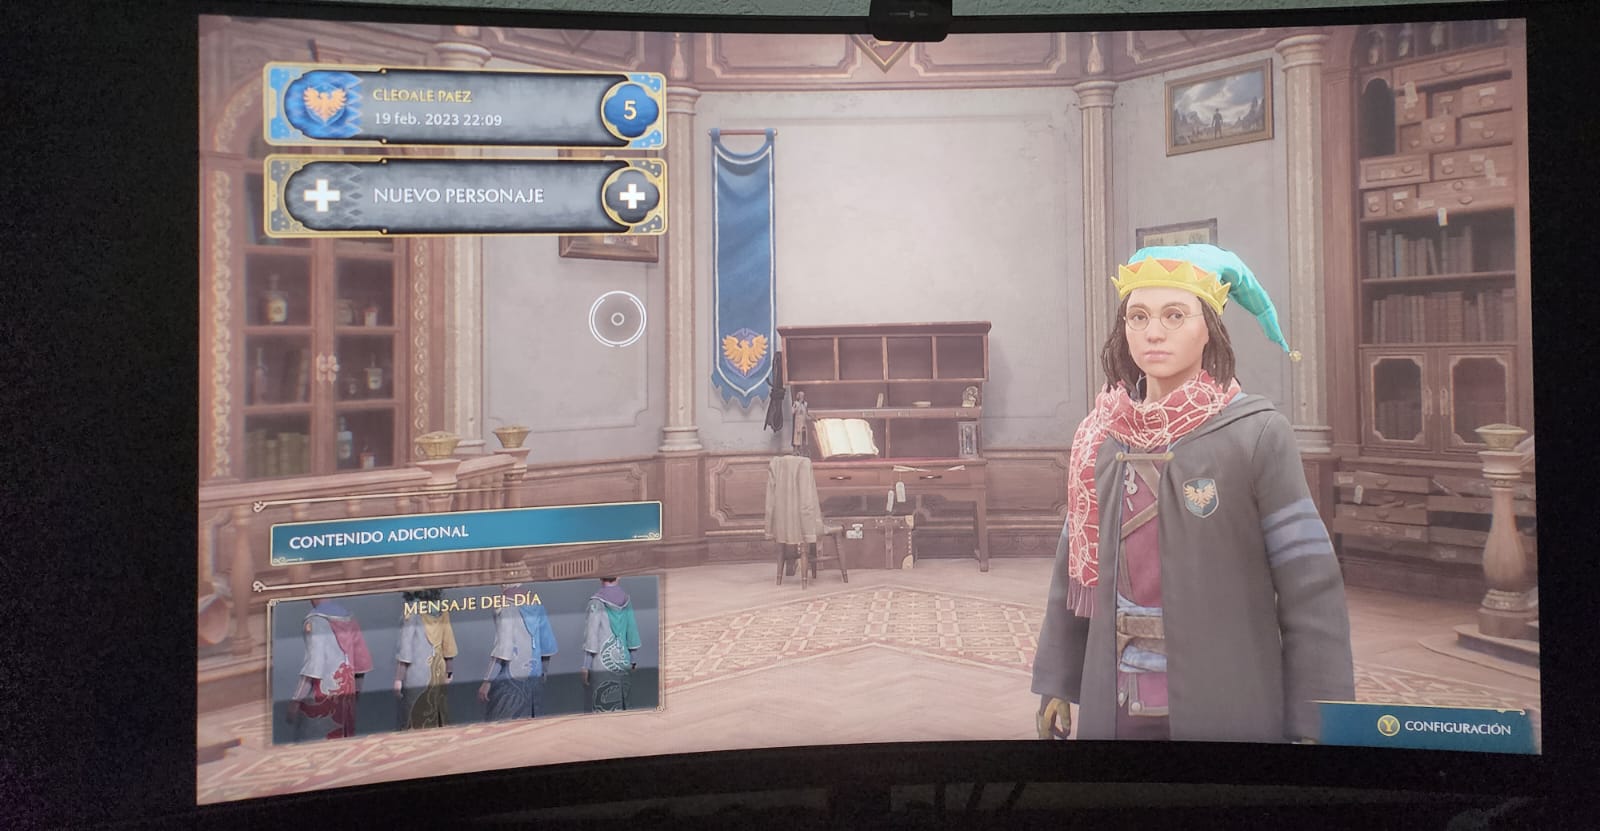 CLEOALE PAEZ
19 feb. 2023 22:09
5
NUEVO PERSONAJE
CONTENIDO ADICIONAL
MENSAJE DEL DÍA
Y CONFIGURACIÓN